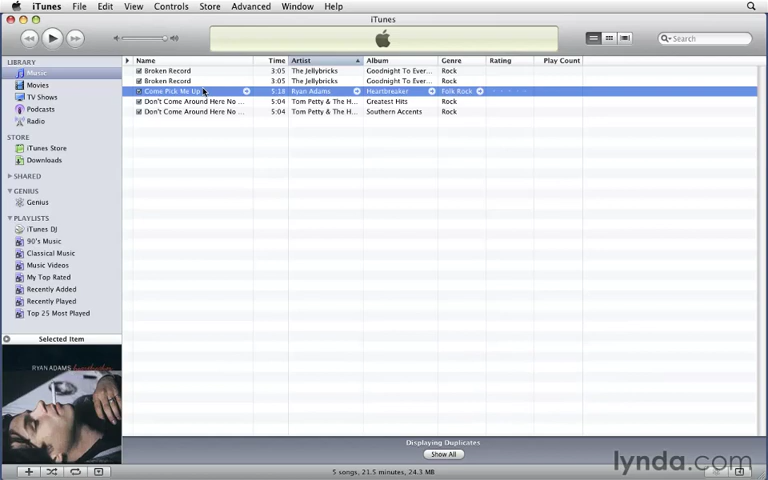 iTunes File Edit View Controls Store Advanced Window Help
iTunes
Search
LIBRARY
Music
Movies
TV Shows
Podcasts
Radio
STORE
iTunes Store
Downloads
SHARED
GENIUS
Genius
PLAYLISTS
iTunes DJ
90's Music
Classical Music
Music Videos
My Top Rated
Recently Added
Recently Played
Top 25 Most Played
Selected Item
RYAN ADAMS heartbreaker
Name Time Artist Album Genre Rating Play Count
Broken Record 3:05 The Jellybricks Goodnight To Ever... Rock
Broken Record 3:05 The Jellybricks Goodnight To Ever... Rock
Come Pick Me Up 5:18 Ryan Adams Heartbreaker Folk Rock
Don't Come Around Here No ... 5:04 Tom Petty & The H... Greatest Hits Rock
Don't Come Around Here No ... 5:04 Tom Petty & The H... Southern Accents Rock
Displaying Duplicates
Show All
5 songs, 21.5 minutes, 24.3 MB
lynda.com